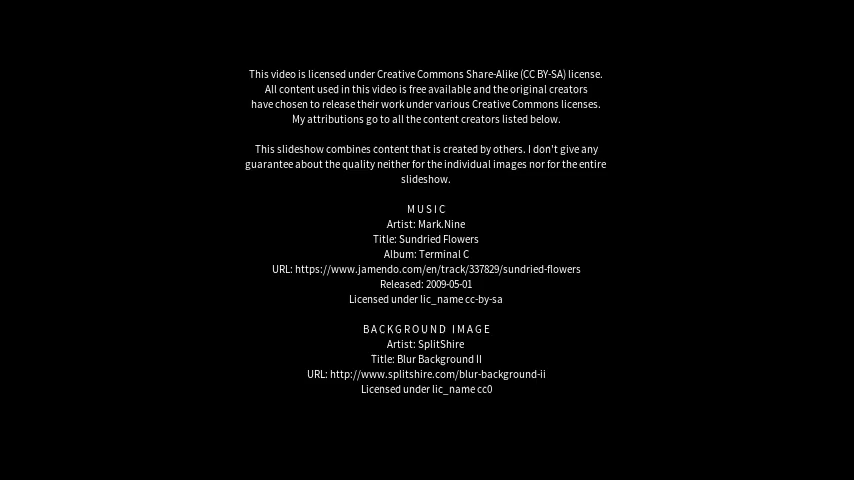 This video is licensed under Creative Commons Share-Alike (CC BY-SA) license.
All content used in this video is free available and the original creators
have chosen to release their work under various Creative Commons licenses.
My attributions go to all the content creators listed below.
This slideshow combines content that is created by others. I don't give any
guarantee about the quality neither for the individual images nor for the entire
slideshow.
MUSIC
Artist: Mark.Nine
Title: Sundried Flowers
Album: Terminal C
URL: https://www.jamendo.com/en/track/337829/sundried-flowers
Released: 2009-05-01
Licensed under lic_name cc-by-sa
BACKGROUND IMAGE
Artist: SplitShire
Title: Blur Background II
URL: http://www.splitshire.com/blur-background-ii
Licensed under lic_name cc0